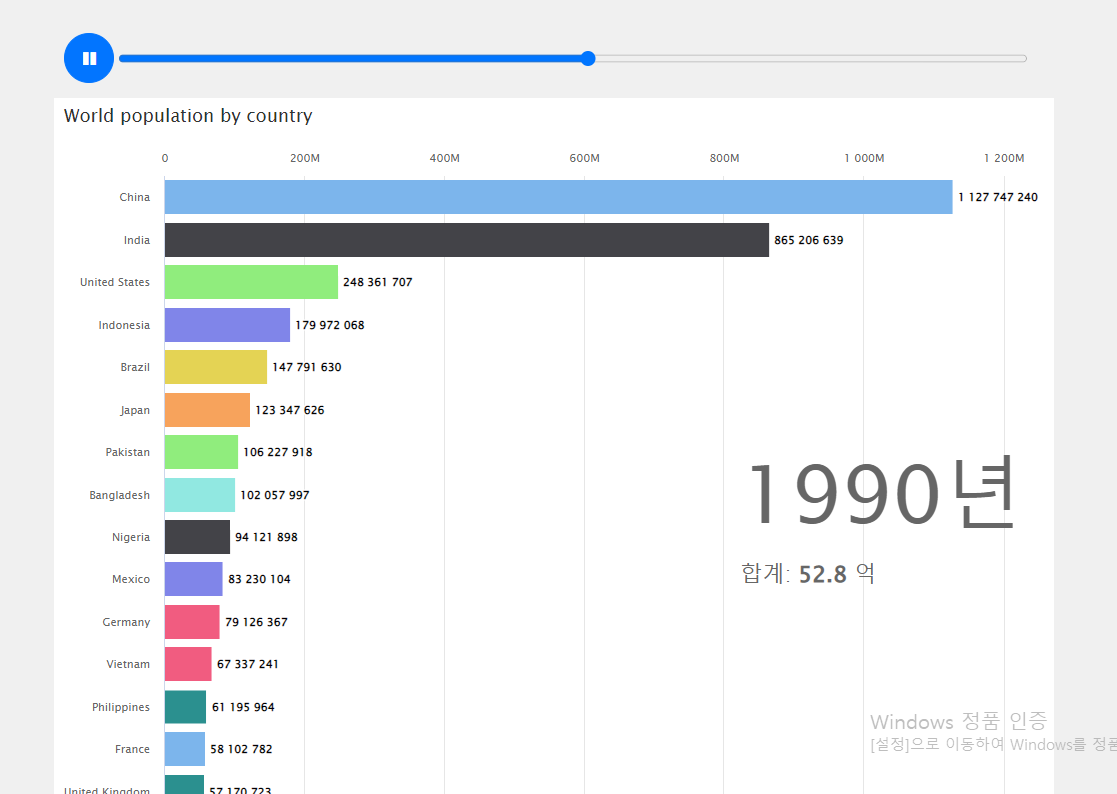 World population by country
0 200M 400M 600M 800M 1 000M 1 200M
China 1 127 747 240
India 865 206 639
United States 248 361 707
Indonesia 179 972 068
Brazil 147 791 630
Japan 123 347 626
Pakistan 106 227 918
Bangladesh 102 057 997
1990년
Nigeria 94 121 898
합계: 52.8 억
Mexico 83 230 104
Germany 79 126 367
Vietnam 67 337 241
Philippines 61 195 964
Windows 정품 인증
[설정]으로 이동하여 Windows를 정품
France 58 102 782
United Kingdom 57 170 723